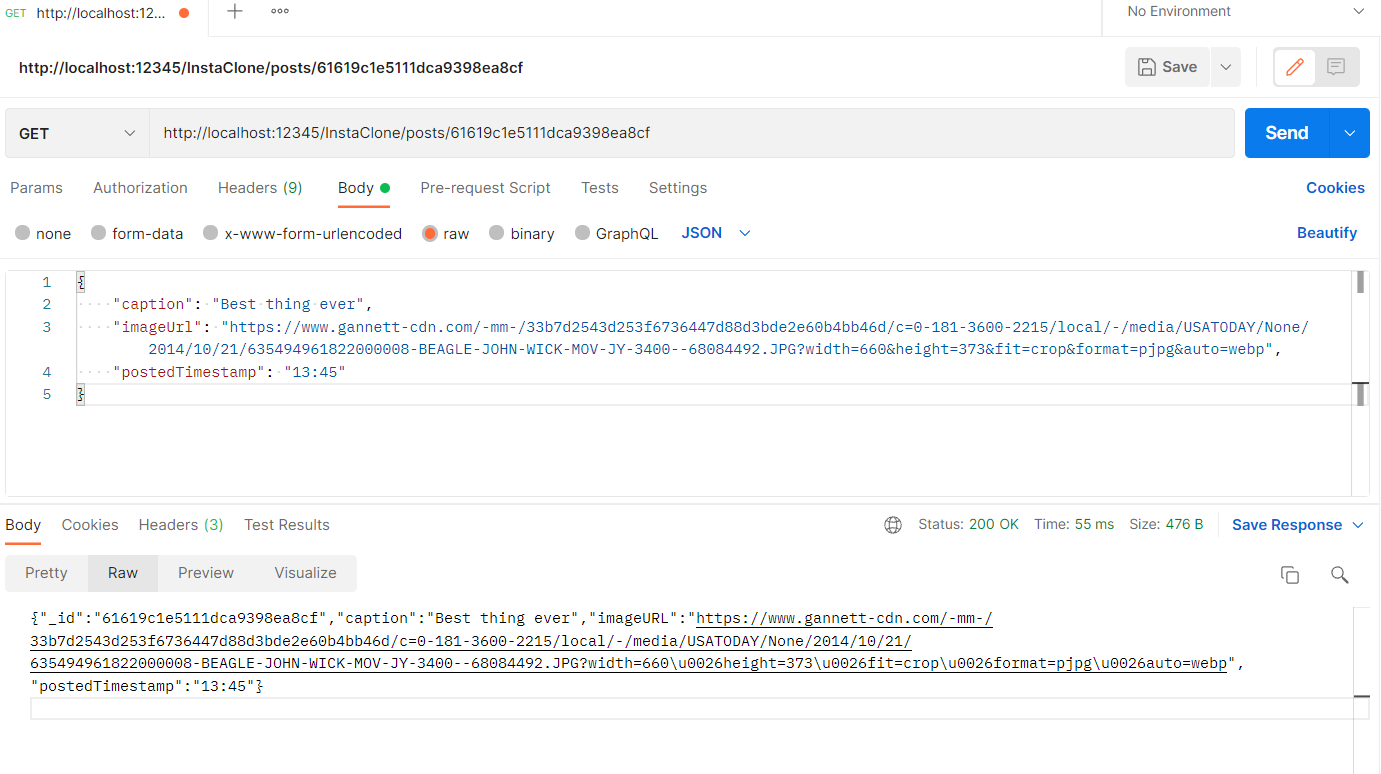 GET http://localhost:12... + ooo No Environment
http://localhost:12345/InstaClone/posts/61619c1e5111dca9398ea8cf Save
GET http://localhost:12345/InstaClone/posts/61619c1e5111dca9398ea8cf Send
Params Authorization Headers (9) Body Pre-request Script Tests Settings Cookies
none form-data x-www-form-urlencoded raw binary GraphQL JSON Beautify
1 {
2 "caption": "Best thing ever",
3 "imageUrl": "https://www.gannett-cdn.com/-mm-/33b7d2543d253f6736447d88d3bde2e60b4bb46d/c=0-181-3600-2215/local/-/media/USATODAY/None/
2014/10/21/635494961822000008-BEAGLE-JOHN-WICK-MOV-JY-3400--68084492.JPG?width=660&height=373&fit=crop&format=pjpg&auto=webp",
4 "postedTimestamp": "13:45"
5 }
Body Cookies Headers (3) Test Results Status: 200 OK Time: 55 ms Size: 476 B Save Response
Pretty Raw Preview Visualize
{"_id":"61619c1e5111dca9398ea8cf","caption":"Best thing ever","imageURL":"https://www.gannett-cdn.com/-mm-/
33b7d2543d253f6736447d88d3bde2e60b4bb46d/c=0-181-3600-2215/local/-/media/USATODAY/None/2014/10/21/
635494961822000008-BEAGLE-JOHN-WICK-MOV-JY-3400--68084492.JPG?width=660\u0026height=373\u0026fit=crop\u0026format=pjpg\u0026auto=webp",
"postedTimestamp":"13:45"}